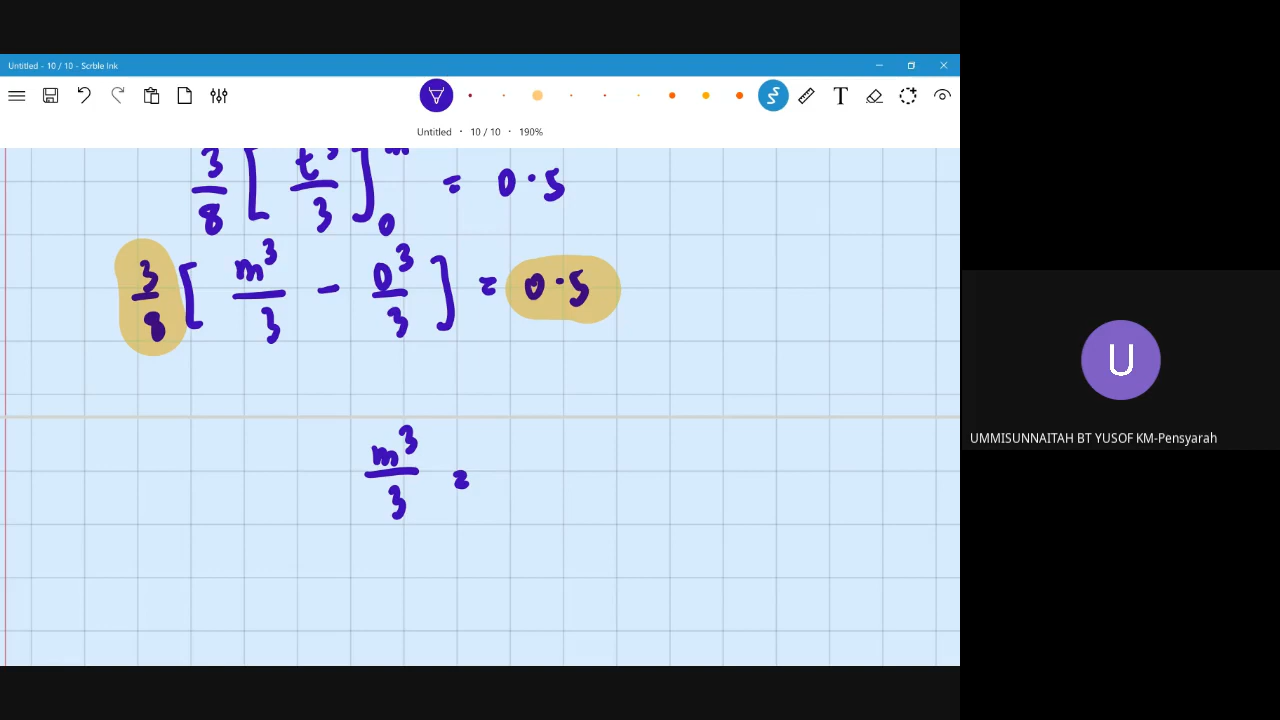 Untitled - 10 / 10 - Scrble Ink
T
Untitled · 10 / 10 · 190%
3/8 [ t³/3 ]₀ᵐ = 0.5
3/8 [ m³/3 - 0³/3 ] = 0.5
m³/3 =
U
UMMISUNNAITAH BT YUSOF KM-Pensyarah